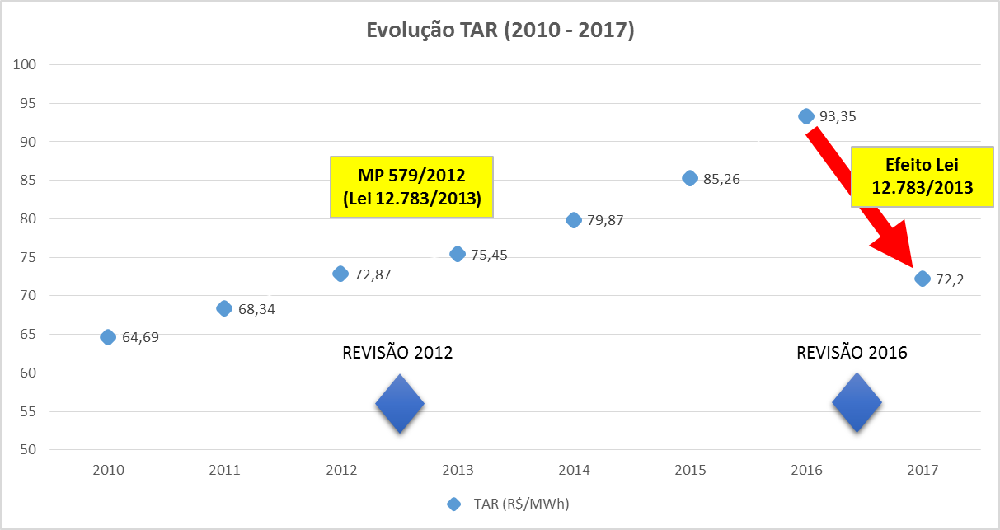 Evolução TAR (2010 - 2017)
100
95
90
85
80
75
70
65
60
55
50
64,69
68,34
72,87
75,45
79,87
85,26
93,35
72,2
MP 579/2012
(Lei 12.783/2013)
Efeito Lei
12.783/2013
REVISÃO 2012
REVISÃO 2016
2010 2011 2012 2013 2014 2015 2016 2017
TAR (R$/MWh)